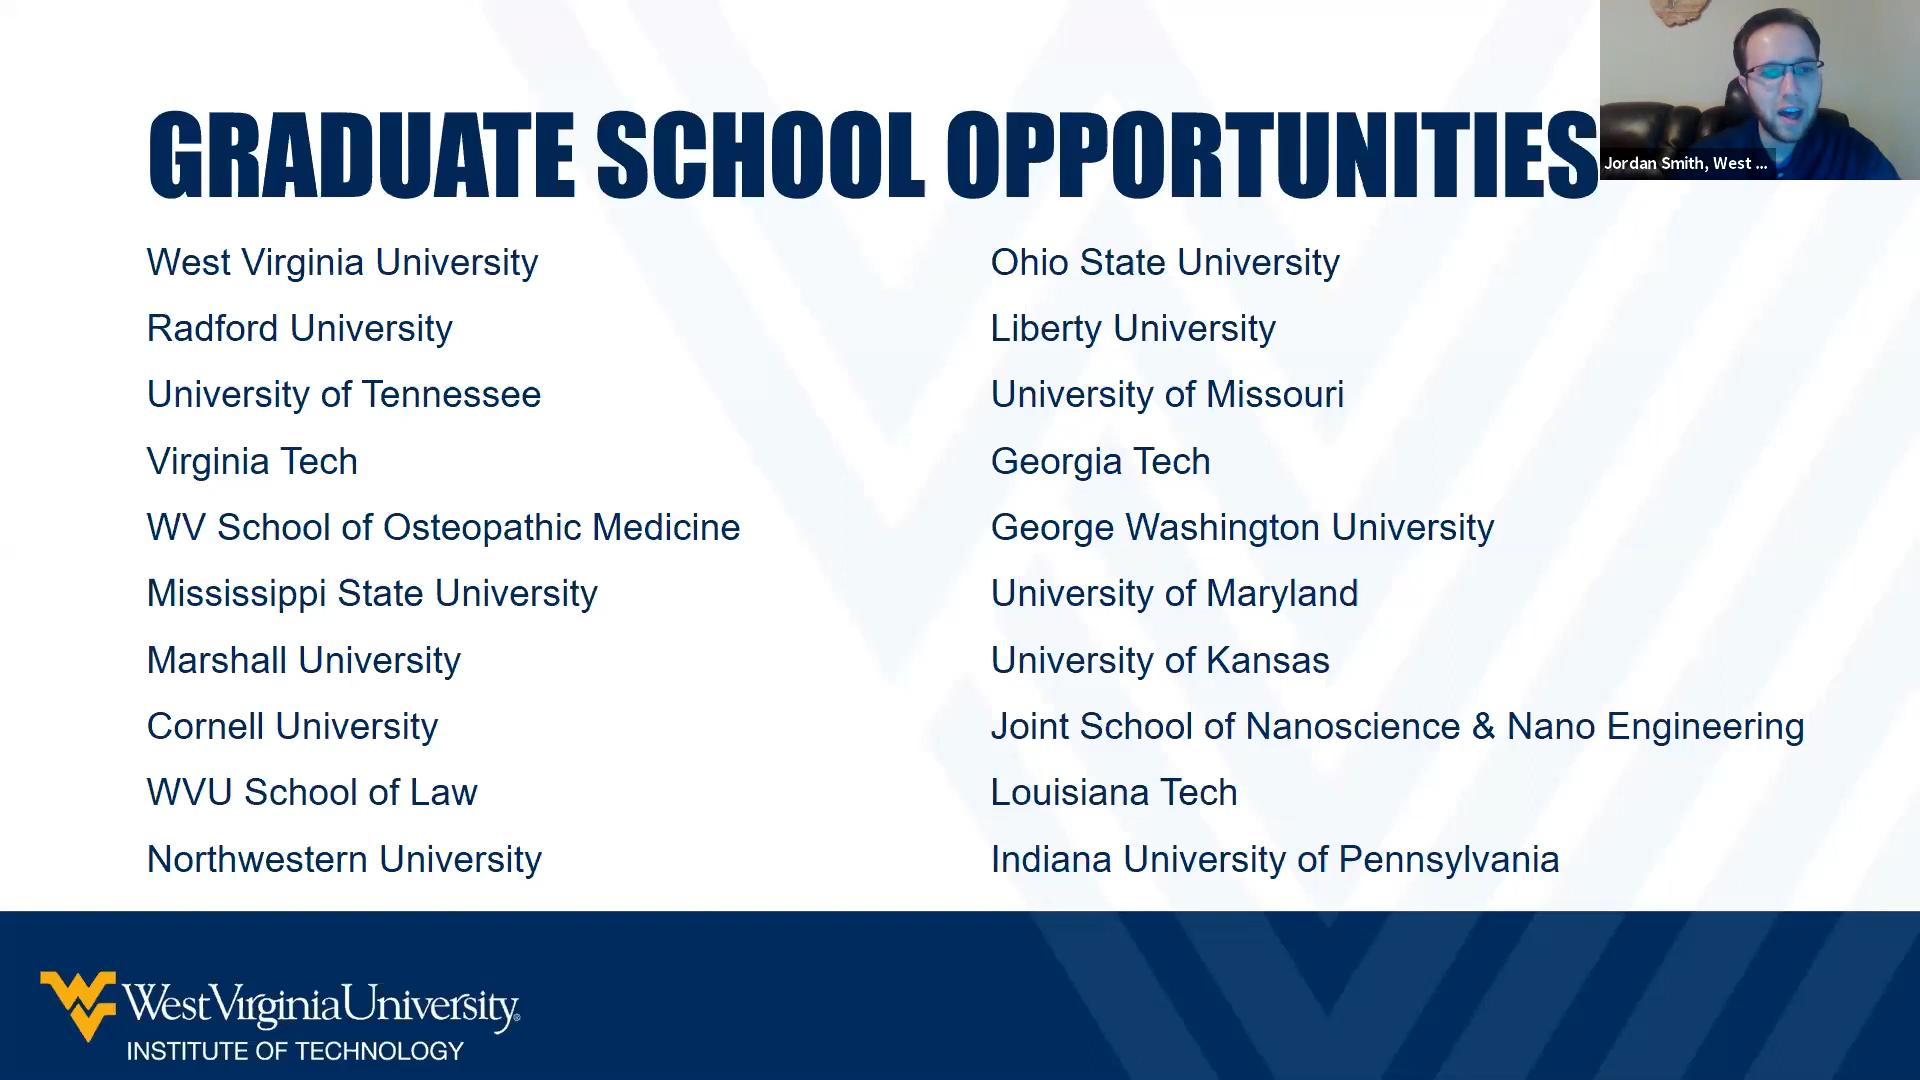 GRADUATE SCHOOL OPPORTUNITIES
Jordan Smith, West ...
West Virginia University
Radford University
University of Tennessee
Virginia Tech
WV School of Osteopathic Medicine
Mississippi State University
Marshall University
Cornell University
WVU School of Law
Northwestern University
Ohio State University
Liberty University
University of Missouri
Georgia Tech
George Washington University
University of Maryland
University of Kansas
Joint School of Nanoscience & Nano Engineering
Louisiana Tech
Indiana University of Pennsylvania
WestVirginiaUniversity®
INSTITUTE OF TECHNOLOGY